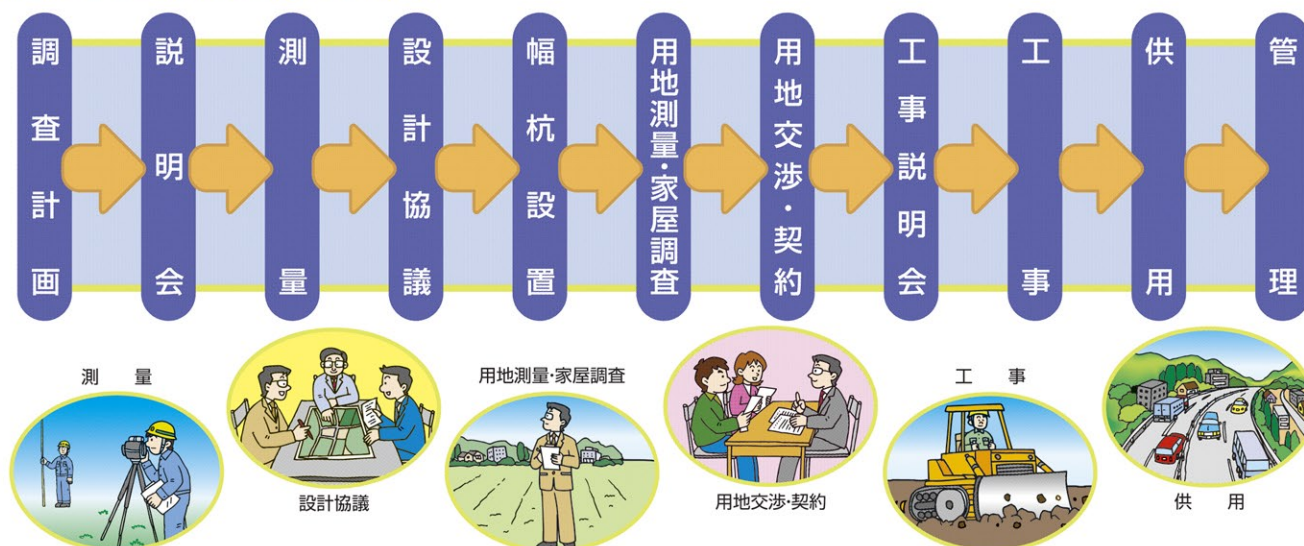 調査計画
説明会
測量
設計協議
幅杭設置
用地測量・家屋調査
用地交渉・契約
工事説明会
工事
供用
管理
測量
設計協議
用地測量・家屋調査
用地交渉・契約
工事
供用